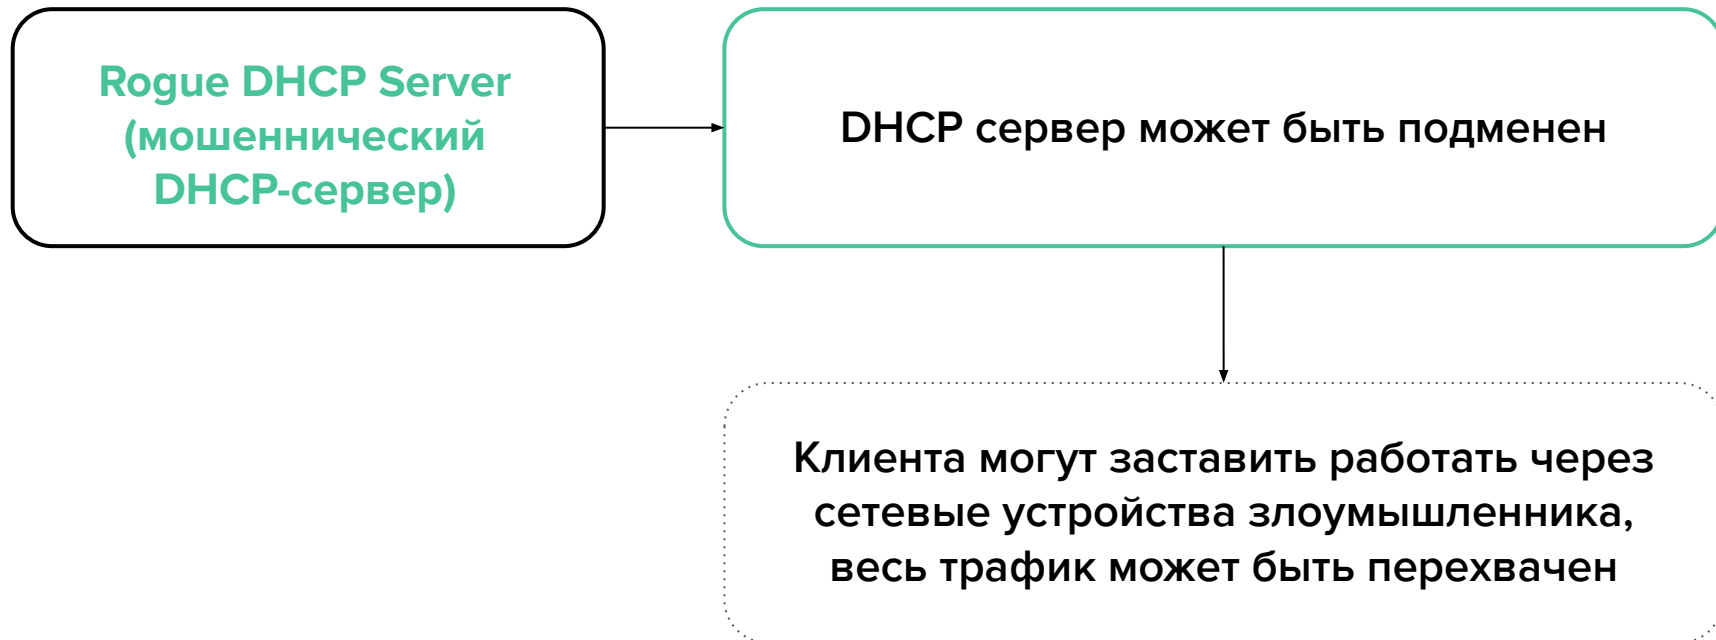 Rogue DHCP Server
(мошеннический
DHCP-сервер)
DHCP сервер может быть подменен
Клиента могут заставить работать через
сетевые устройства злоумышленника,
весь трафик может быть перехвачен